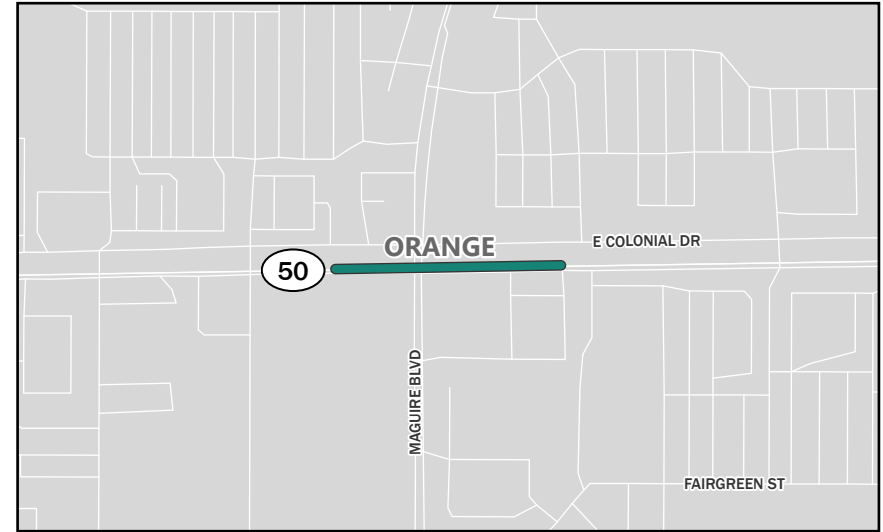 ORANGE
E COLONIAL DR
50
MAGUIRE BLVD
FAIRGREEN ST